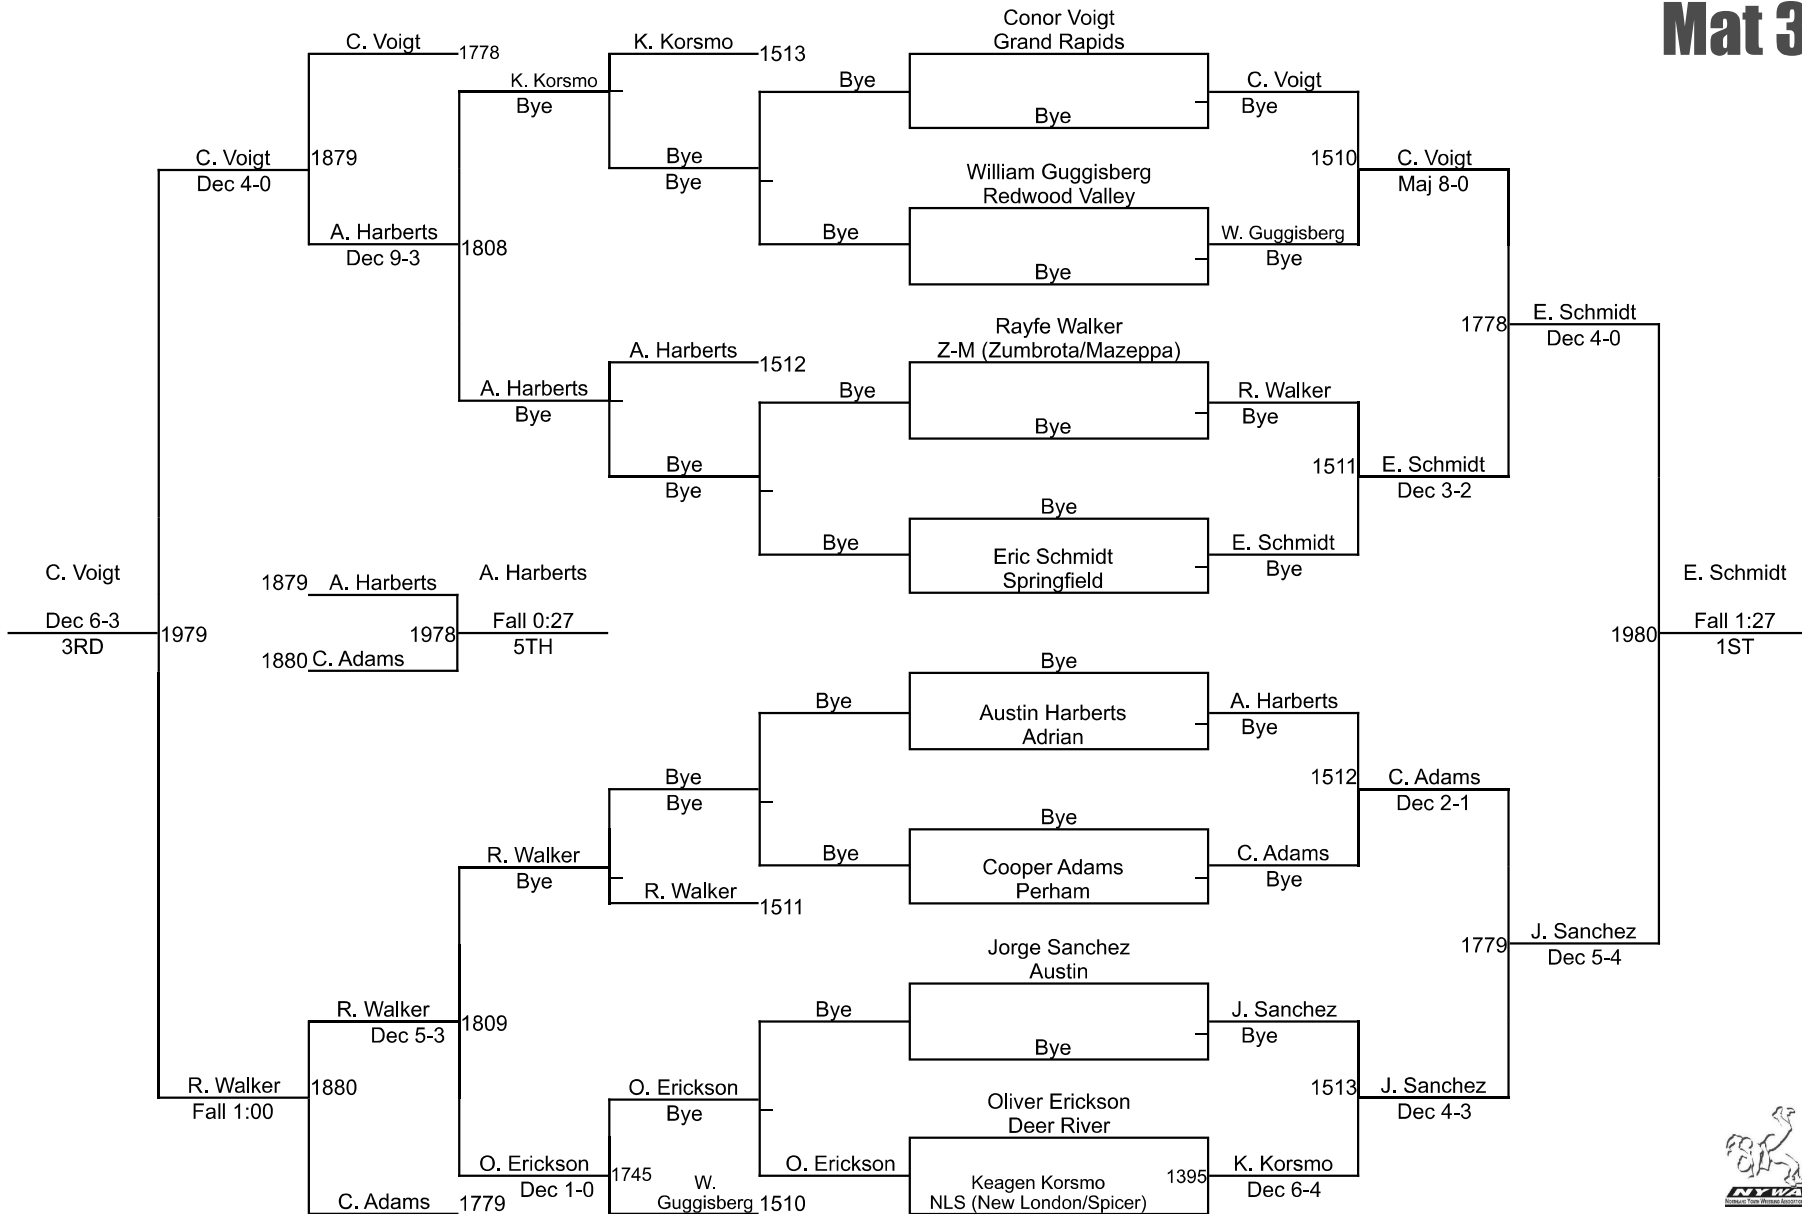 Mat 3
Conor Voigt
Grand Rapids
C. Voigt
1778
K. Korsmo
1513
K. Korsmo
Bye
Bye
Bye
C. Voigt
Bye
C. Voigt
Dec 4-0
1879
Bye
Bye
William Guggisberg
Redwood Valley
1510
C. Voigt
Maj 8-0
A. Harberts
Dec 9-3
1808
Bye
Bye
W. Guggisberg
Bye
Rayfe Walker
Z-M (Zumbrota/Mazeppa)
1778
E. Schmidt
Dec 4-0
A. Harberts
1512
A. Harberts
Bye
Bye
Bye
R. Walker
Bye
Bye
Bye
1511
E. Schmidt
Dec 3-2
Bye
Bye
Eric Schmidt
Springfield
E. Schmidt
Bye
C. Voigt
Dec 6-3
3RD
1979
1879
A. Harberts
1880
C. Adams
1978
A. Harberts
Fall 0:27
5TH
1980
E. Schmidt
Fall 1:27
1ST
Bye
Bye
Austin Harberts
Adrian
A. Harberts
Bye
Bye
Bye
1512
C. Adams
Dec 2-1
Bye
Bye
Cooper Adams
Perham
C. Adams
Bye
R. Walker
Bye
R. Walker
1511
Jorge Sanchez
Austin
1779
J. Sanchez
Dec 5-4
R. Walker
Dec 5-3
1809
Bye
Bye
J. Sanchez
Bye
R. Walker
Fall 1:00
1880
O. Erickson
Bye
Oliver Erickson
Deer River
1513
J. Sanchez
Dec 4-3
O. Erickson
Dec 1-0
1745
O. Erickson
Keagen Korsmo
NLS (New London/Spicer)
1395
K. Korsmo
Dec 6-4
C. Adams
1779
W.
Guggisberg
1510
NYWA